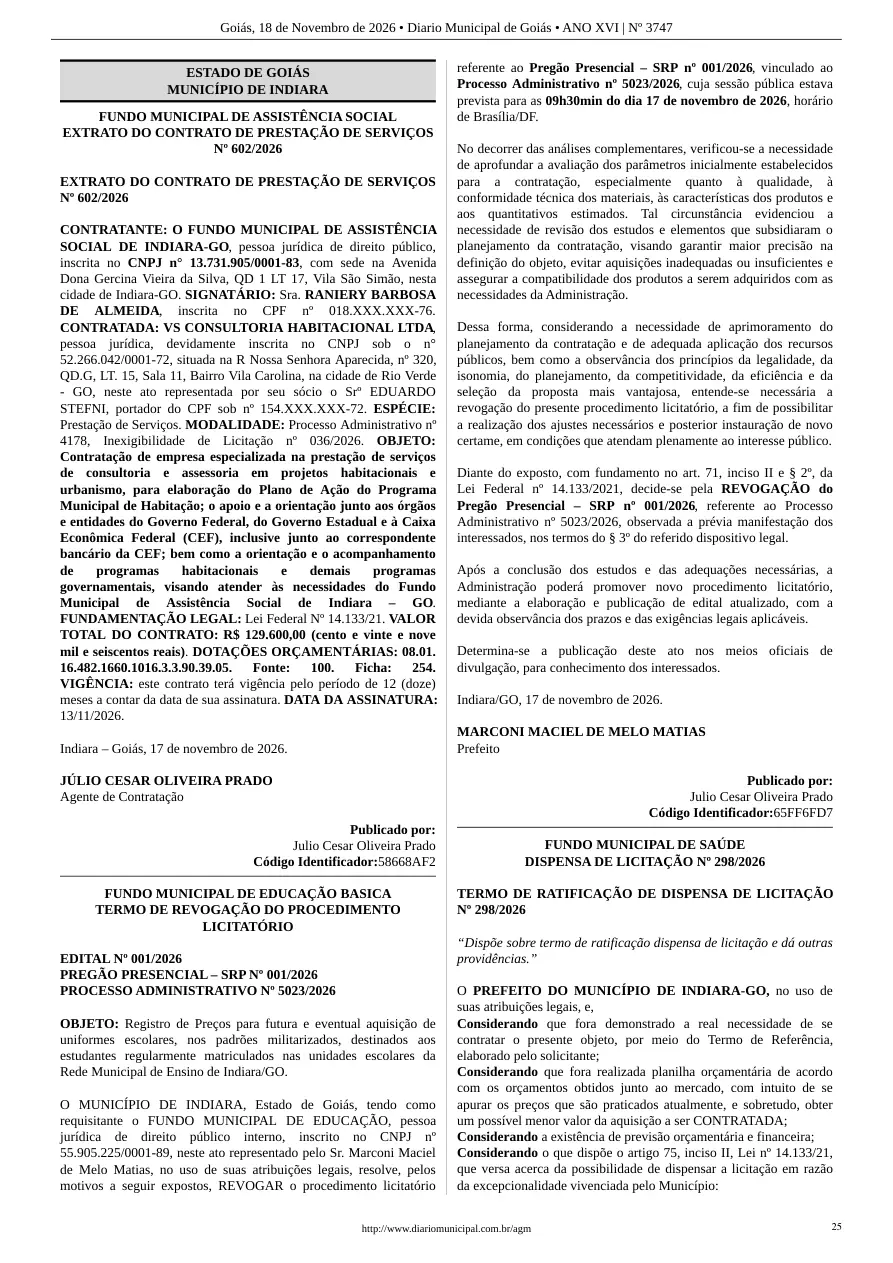 Goiás, 18 de Novembro de 2026 • Diario Municipal de Goiás • ANO XVI | Nº 3747
ESTADO DE GOIÁS
MUNICÍPIO DE INDIARA
FUNDO MUNICIPAL DE ASSISTÊNCIA SOCIAL
EXTRATO DO CONTRATO DE PRESTAÇÃO DE SERVIÇOS
Nº 602/2026
EXTRATO DO CONTRATO DE PRESTAÇÃO DE SERVIÇOS
Nº 602/2026
CONTRATANTE: O FUNDO MUNICIPAL DE ASSISTÊNCIA
SOCIAL DE INDIARA-GO, pessoa jurídica de direito público,
inscrita no CNPJ n° 13.731.905/0001-83, com sede na Avenida
Dona Gercina Vieira da Silva, QD 1 LT 17, Vila São Simão, nesta
cidade de Indiara-GO. SIGNATÁRIO: Sra. RANIERY BARBOSA
DE ALMEIDA, inscrita no CPF nº 018.XXX.XXX-76.
CONTRATADA: VS CONSULTORIA HABITACIONAL LTDA,
pessoa jurídica, devidamente inscrita no CNPJ sob o n°
52.266.042/0001-72, situada na R Nossa Senhora Aparecida, nº 320,
QD.G, LT. 15, Sala 11, Bairro Vila Carolina, na cidade de Rio Verde
- GO, neste ato representada por seu sócio o Srº EDUARDO
STEFNI, portador do CPF sob nº 154.XXX.XXX-72. ESPÉCIE:
Prestação de Serviços. MODALIDADE: Processo Administrativo nº
4178, Inexigibilidade de Licitação nº 036/2026. OBJETO:
Contratação de empresa especializada na prestação de serviços
de consultoria e assessoria em projetos habitacionais e
urbanismo, para elaboração do Plano de Ação do Programa
Municipal de Habitação; o apoio e a orientação junto aos órgãos
e entidades do Governo Federal, do Governo Estadual e à Caixa
Econômica Federal (CEF), inclusive junto ao correspondente
bancário da CEF; bem como a orientação e o acompanhamento
de programas habitacionais e demais programas
governamentais, visando atender às necessidades do Fundo
Municipal de Assistência Social de Indiara – GO.
FUNDAMENTAÇÃO LEGAL: Lei Federal Nº 14.133/21. VALOR
TOTAL DO CONTRATO: R$ 129.600,00 (cento e vinte e nove
mil e seiscentos reais). DOTAÇÕES ORÇAMENTÁRIAS: 08.01.
16.482.1660.1016.3.3.90.39.05. Fonte: 100. Ficha: 254.
VIGÊNCIA: este contrato terá vigência pelo período de 12 (doze)
meses a contar da data de sua assinatura. DATA DA ASSINATURA:
13/11/2026.
Indiara – Goiás, 17 de novembro de 2026.
JÚLIO CESAR OLIVEIRA PRADO
Agente de Contratação
Publicado por:
Julio Cesar Oliveira Prado
Código Identificador:58668AF2
FUNDO MUNICIPAL DE EDUCAÇÃO BASICA
TERMO DE REVOGAÇÃO DO PROCEDIMENTO
LICITATÓRIO
EDITAL Nº 001/2026
PREGÃO PRESENCIAL – SRP Nº 001/2026
PROCESSO ADMINISTRATIVO Nº 5023/2026
OBJETO: Registro de Preços para futura e eventual aquisição de
uniformes escolares, nos padrões militarizados, destinados aos
estudantes regularmente matriculados nas unidades escolares da
Rede Municipal de Ensino de Indiara/GO.
O MUNICÍPIO DE INDIARA, Estado de Goiás, tendo como
requisitante o FUNDO MUNICIPAL DE EDUCAÇÃO, pessoa
jurídica de direito público interno, inscrito no CNPJ nº
55.905.225/0001-89, neste ato representado pelo Sr. Marconi Maciel
de Melo Matias, no uso de suas atribuições legais, resolve, pelos
motivos a seguir expostos, REVOGAR o procedimento licitatório
referente ao Pregão Presencial – SRP nº 001/2026, vinculado ao
Processo Administrativo nº 5023/2026, cuja sessão pública estava
prevista para as 09h30min do dia 17 de novembro de 2026, horário
de Brasília/DF.
No decorrer das análises complementares, verificou-se a necessidade
de aprofundar a avaliação dos parâmetros inicialmente estabelecidos
para a contratação, especialmente quanto à qualidade, à
conformidade técnica dos materiais, às características dos produtos e
aos quantitativos estimados. Tal circunstância evidenciou a
necessidade de revisão dos estudos e elementos que subsidiaram o
planejamento da contratação, visando garantir maior precisão na
definição do objeto, evitar aquisições inadequadas ou insuficientes e
assegurar a compatibilidade dos produtos a serem adquiridos com as
necessidades da Administração.
Dessa forma, considerando a necessidade de aprimoramento do
planejamento da contratação e de adequada aplicação dos recursos
públicos, bem como a observância dos princípios da legalidade, da
isonomia, do planejamento, da competitividade, da eficiência e da
seleção da proposta mais vantajosa, entende-se necessária a
revogação do presente procedimento licitatório, a fim de possibilitar
a realização dos ajustes necessários e posterior instauração de novo
certame, em condições que atendam plenamente ao interesse público.
Diante do exposto, com fundamento no art. 71, inciso II e § 2º, da
Lei Federal nº 14.133/2021, decide-se pela REVOGAÇÃO do
Pregão Presencial – SRP nº 001/2026, referente ao Processo
Administrativo nº 5023/2026, observada a prévia manifestação dos
interessados, nos termos do § 3º do referido dispositivo legal.
Após a conclusão dos estudos e das adequações necessárias, a
Administração poderá promover novo procedimento licitatório,
mediante a elaboração e publicação de edital atualizado, com a
devida observância dos prazos e das exigências legais aplicáveis.
Determina-se a publicação deste ato nos meios oficiais de
divulgação, para conhecimento dos interessados.
Indiara/GO, 17 de novembro de 2026.
MARCONI MACIEL DE MELO MATIAS
Prefeito
Publicado por:
Julio Cesar Oliveira Prado
Código Identificador:65FF6FD7
FUNDO MUNICIPAL DE SAÚDE
DISPENSA DE LICITAÇÃO Nº 298/2026
TERMO DE RATIFICAÇÃO DE DISPENSA DE LICITAÇÃO
Nº 298/2026
“Dispõe sobre termo de ratificação dispensa de licitação e dá outras
providências.”
O PREFEITO DO MUNICÍPIO DE INDIARA-GO, no uso de
suas atribuições legais, e,
Considerando que fora demonstrado a real necessidade de se
contratar o presente objeto, por meio do Termo de Referência,
elaborado pelo solicitante;
Considerando que fora realizada planilha orçamentária de acordo
com os orçamentos obtidos junto ao mercado, com intuito de se
apurar os preços que são praticados atualmente, e sobretudo, obter
um possível menor valor da aquisição a ser CONTRATADA;
Considerando a existência de previsão orçamentária e financeira;
Considerando o que dispõe o artigo 75, inciso II, Lei nº 14.133/21,
que versa acerca da possibilidade de dispensar a licitação em razão
da excepcionalidade vivenciada pelo Município:
http://www.diariomunicipal.com.br/agm
25